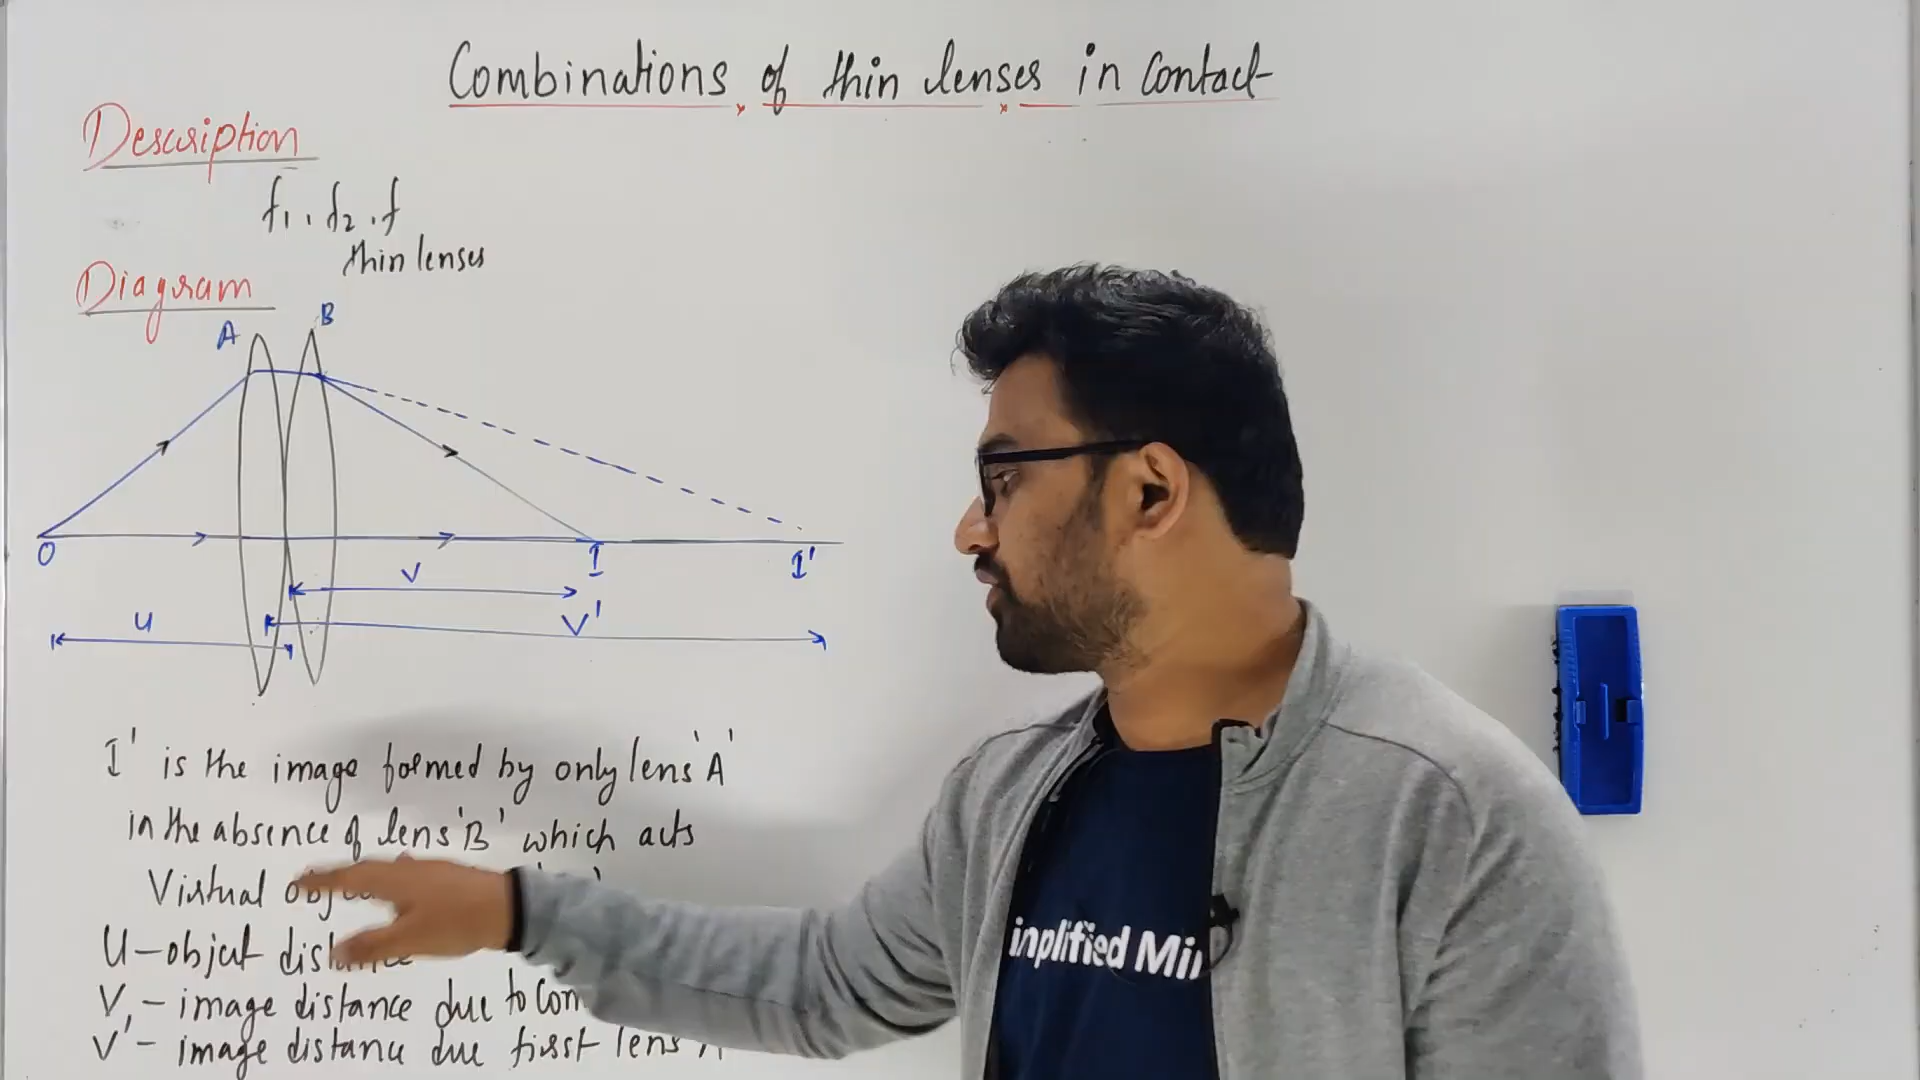 Combinations of thin lenses in Contact
Description
f1, f2, f
thin lenses
Diagram
A B
O I I'
V
U V'
I' is the image formed by only lens 'A'
in the absence of lens 'B' which acts
Virtual
U - object distance
V - image distance due to
V' - image distance due first lens
inplified Min